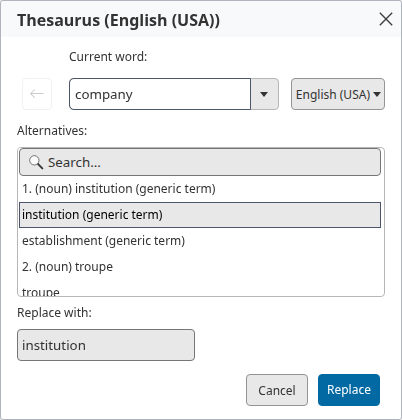 Thesaurus (English (USA))
Current word:
company
English (USA)
Alternatives:
Search...
1. (noun) institution (generic term)
institution (generic term)
establishment (generic term)
2. (noun) troupe
troupe
Replace with:
institution
Cancel
Replace